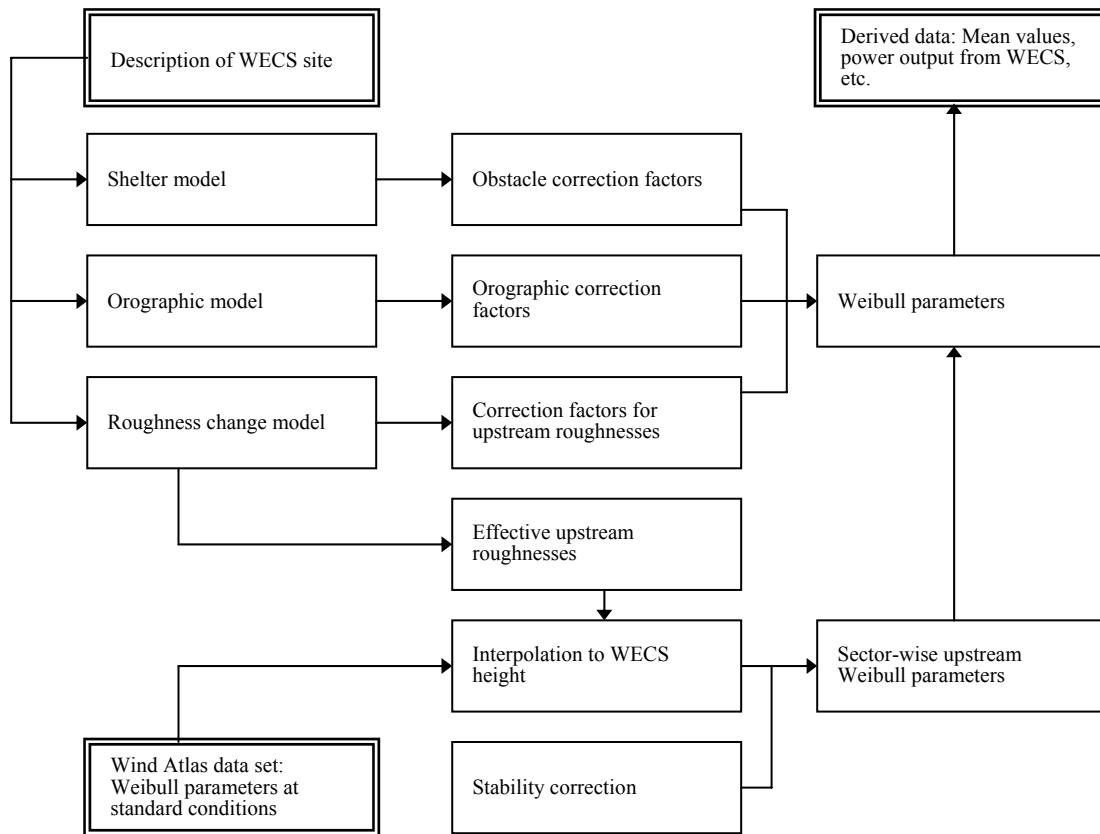 Description of WECS site
Derived data: Mean values,
power output from WECS,
etc.
Shelter model
Obstacle correction factors
Orographic model
Orographic correction
factors
Weibull parameters
Roughness change model
Correction factors for
upstream roughnesses
Effective upstream
roughnesses
Interpolation to WECS
height
Sector-wise upstream
Weibull parameters
Wind Atlas data set:
Weibull parameters at
standard conditions
Stability correction